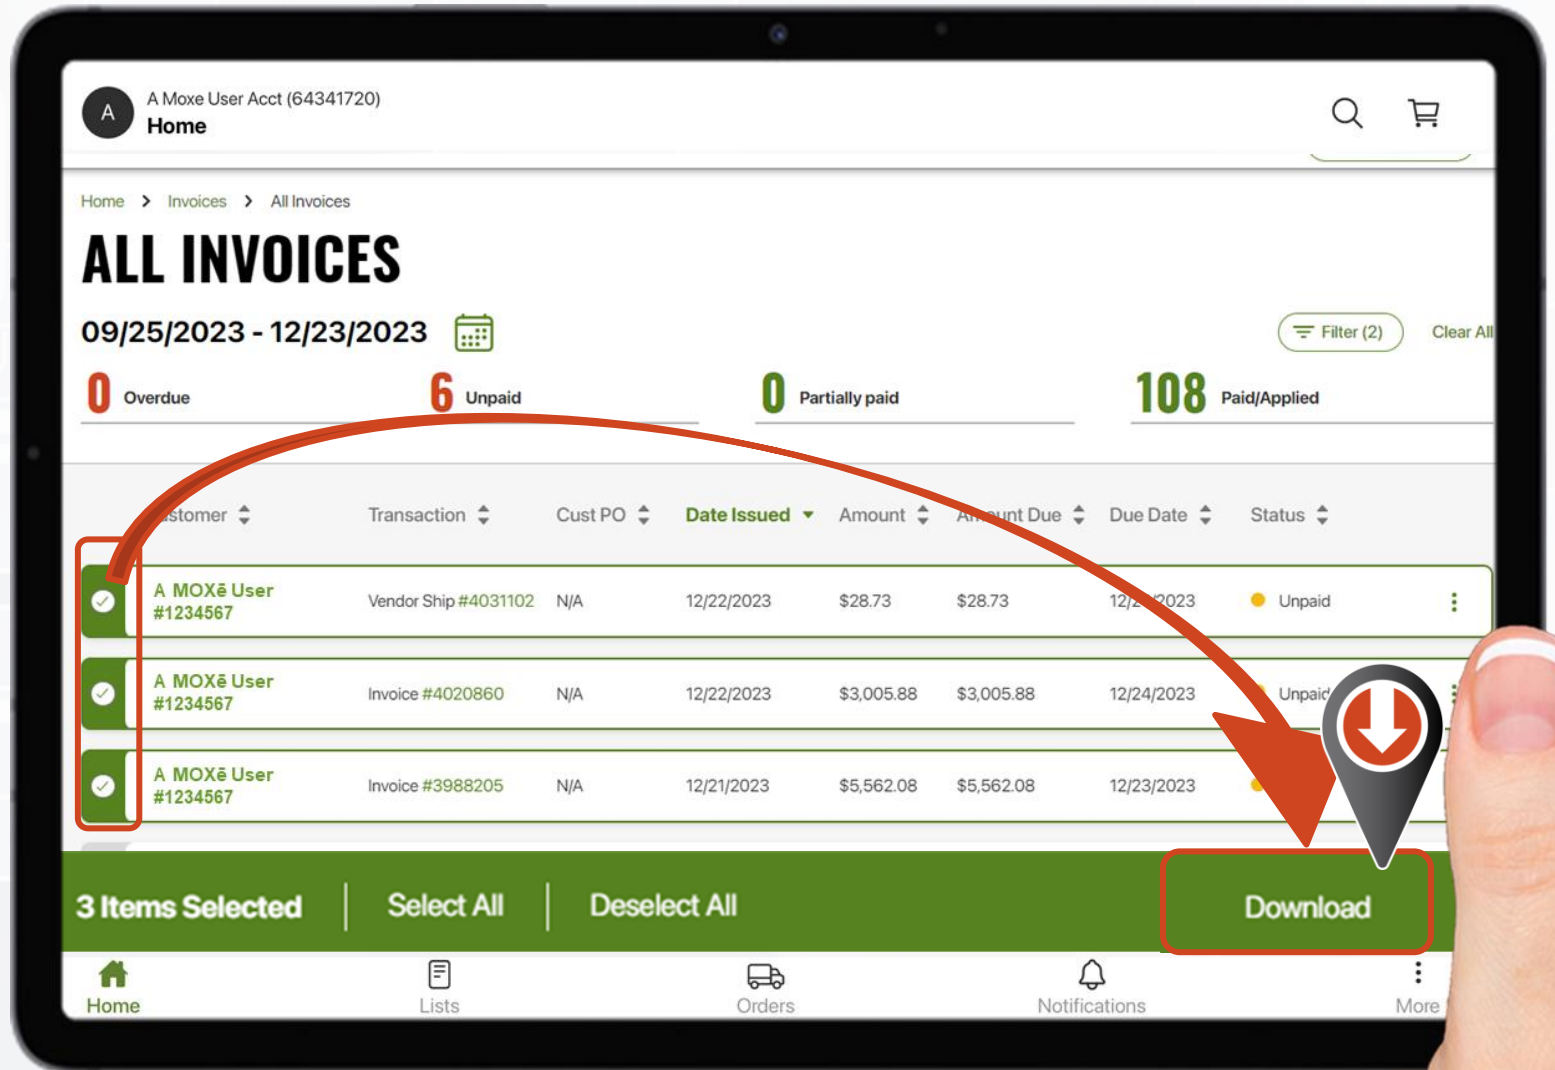 A
A Moxe User Acct (64341720)
Home
Home > Invoices > All Invoices
ALL INVOICES
09/25/2023 - 12/23/2023
Filter (2)
Clear All
0 Overdue
6 Unpaid
0 Partially paid
108 Paid/Applied
Transaction Cust PO Date Issued Amount Amount Due Due Date Status
A MOXē User
#1234567
Vendor Ship #4031102 N/A 12/22/2023 $28.73 $28.73 Unpaid
A MOXē User
#1234567
Invoice #4020860 N/A 12/22/2023 $3,005.88 $3,005.88 12/24/2023 Unpaid
A MOXē User
#1234567
Invoice #3988205 N/A 12/21/2023 $5,562.08 $5,562.08 12/23/2023
3 Items Selected | Select All | Deselect All
Download
Home
Lists
Orders
Notifications
More